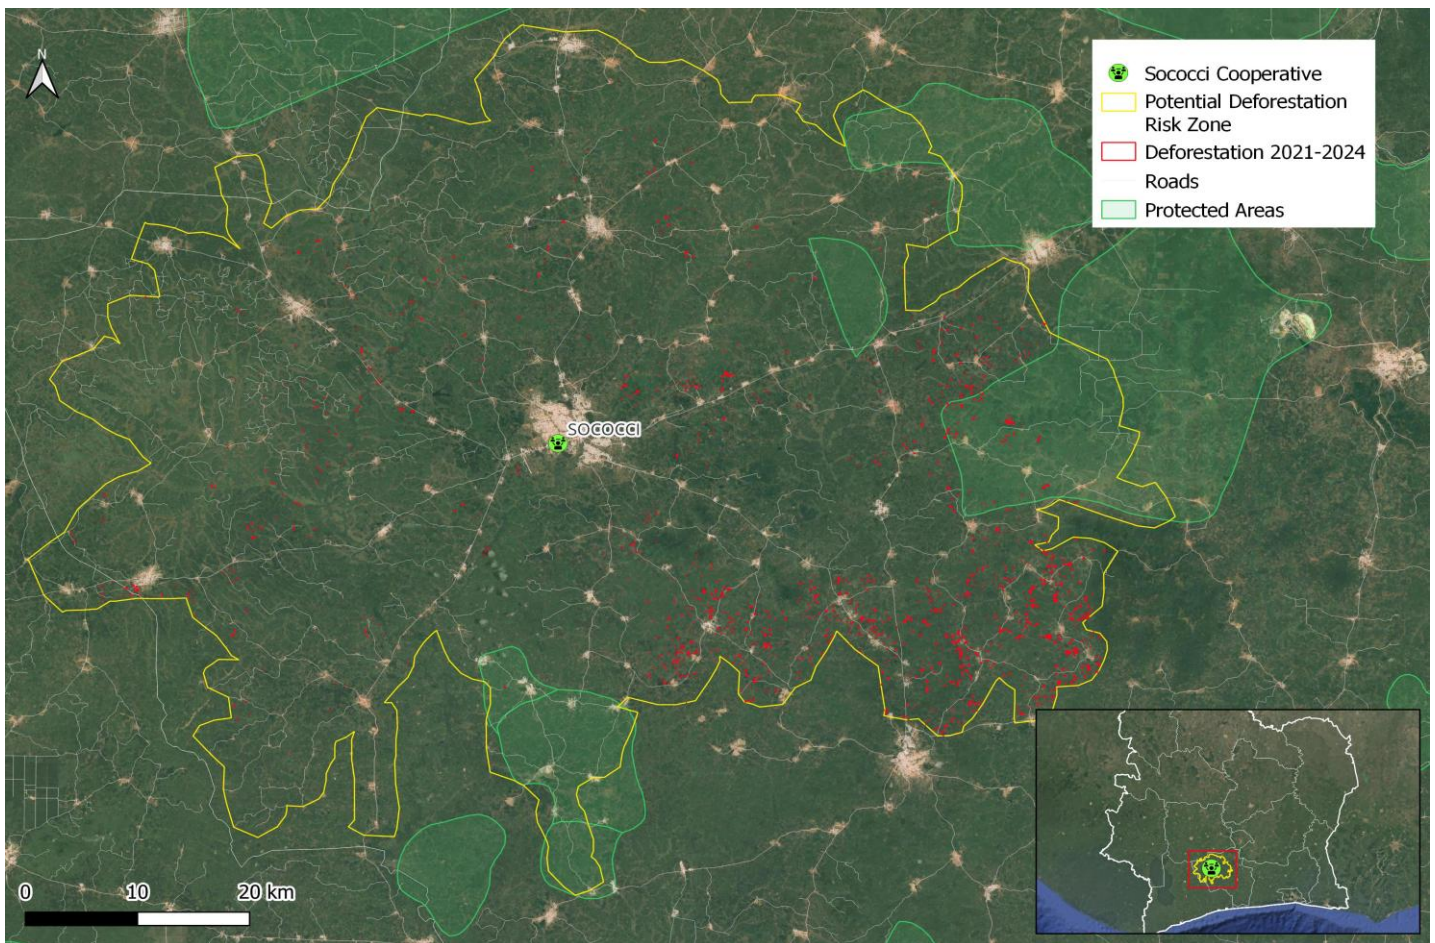 N
Sococci Cooperative
Potential Deforestation
Risk Zone
Deforestation 2021-2024
Roads
Protected Areas
SOCOCCI
0 10 20 km